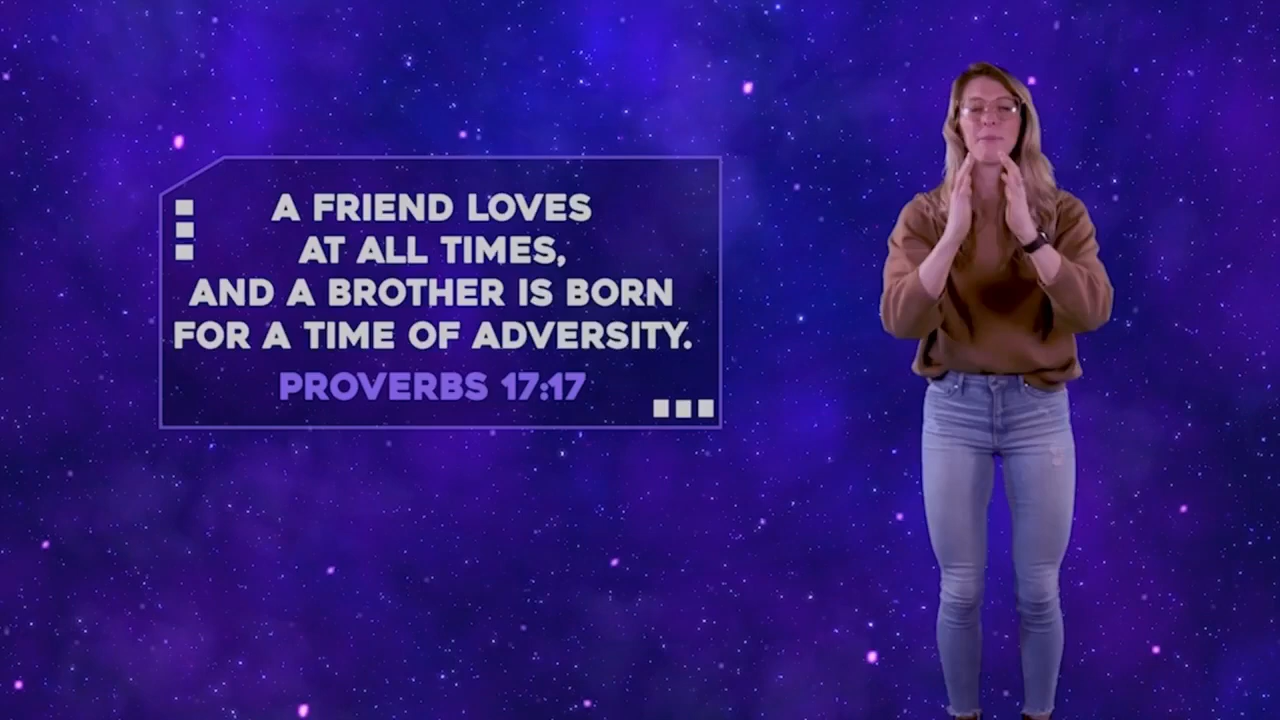 A FRIEND LOVES
AT ALL TIMES,
AND A BROTHER IS BORN
FOR A TIME OF ADVERSITY.
PROVERBS 17:17